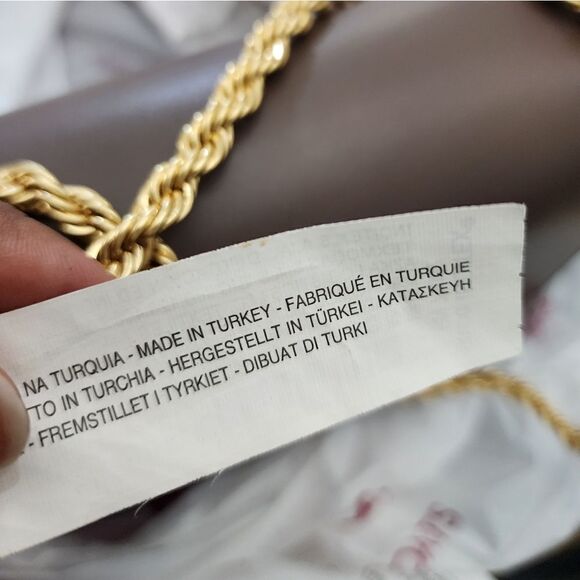 NA TURQUIA - MADE IN TURKEY - FABRIQUÉ EN TURQUIE
TO IN TURCHIA - HERGESTELLT IN TÜRKEI - ΚΑΤΑΣΚΕΥΗ
- FREMSTILLET I TYRKIET - DIBUAT DI TURKI